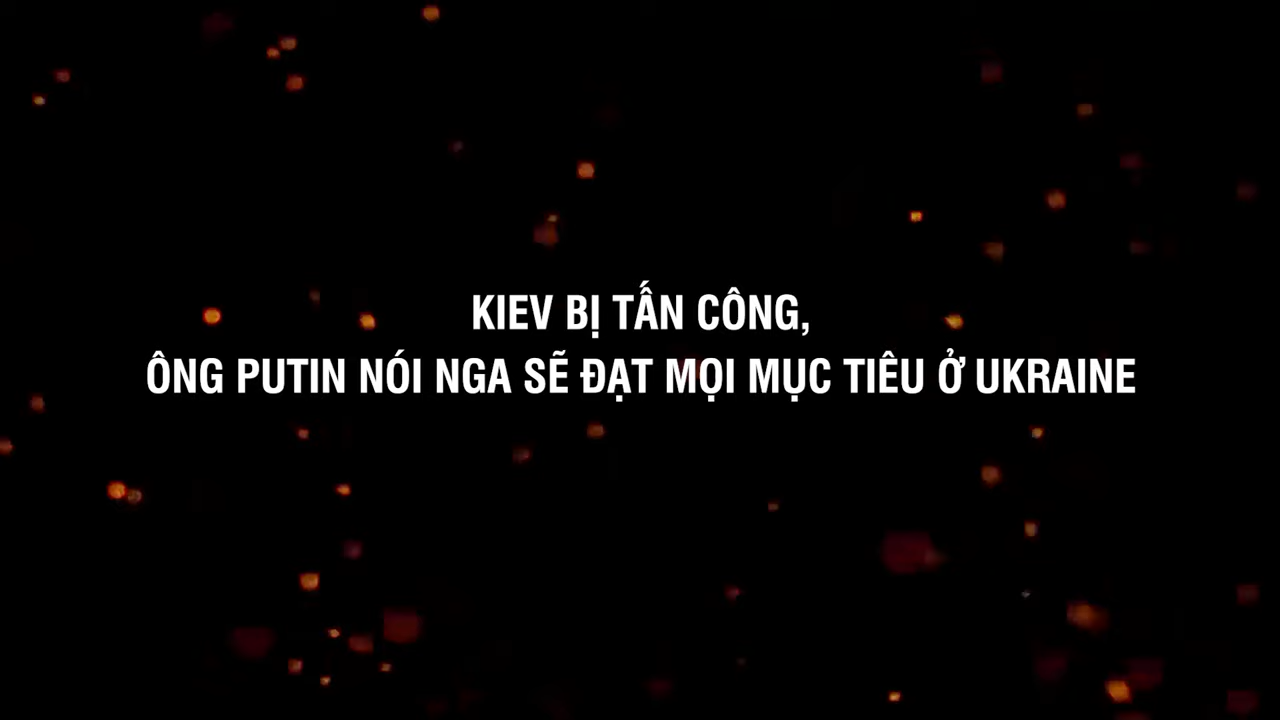 KIEV BỊ TẤN CÔNG,
ÔNG PUTIN NÓI NGA SẼ ĐẠT MỌI MỤC TIÊU Ở UKRAINE